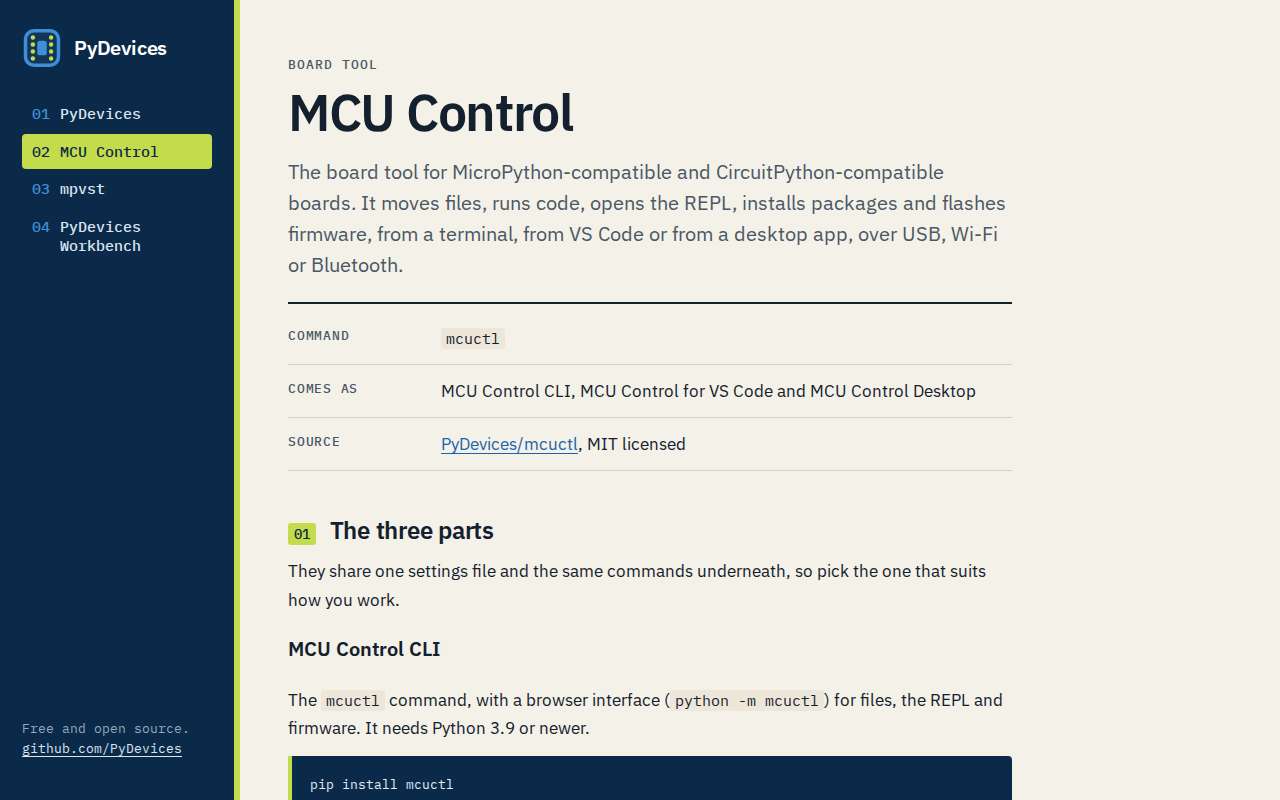 PyDevices
01 PyDevices
02 MCU Control
03 mpvst
04 PyDevices
Workbench
Free and open source.
github.com/PyDevices
BOARD TOOL
MCU Control
The board tool for MicroPython-compatible and CircuitPython-compatible
boards. It moves files, runs code, opens the REPL, installs packages and flashes
firmware, from a terminal, from VS Code or from a desktop app, over USB, Wi-Fi
or Bluetooth.
COMMAND mcuctl
COMES AS MCU Control CLI, MCU Control for VS Code and MCU Control Desktop
SOURCE PyDevices/mcuctl, MIT licensed
01 The three parts
They share one settings file and the same commands underneath, so pick the one that suits
how you work.
MCU Control CLI
The mcuctl command, with a browser interface (python -m mcuctl) for files, the REPL and
firmware. It needs Python 3.9 or newer.
pip install mcuctl